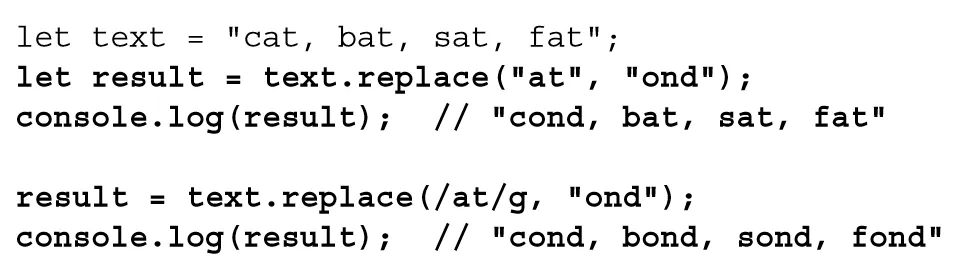 let text = "cat, bat, sat, fat";
let result = text.replace("at", "ond");
console.log(result);  // "cond, bat, sat, fat"
result = text.replace(/at/g, "ond");
console.log(result);  // "cond, bond, sond, fond"